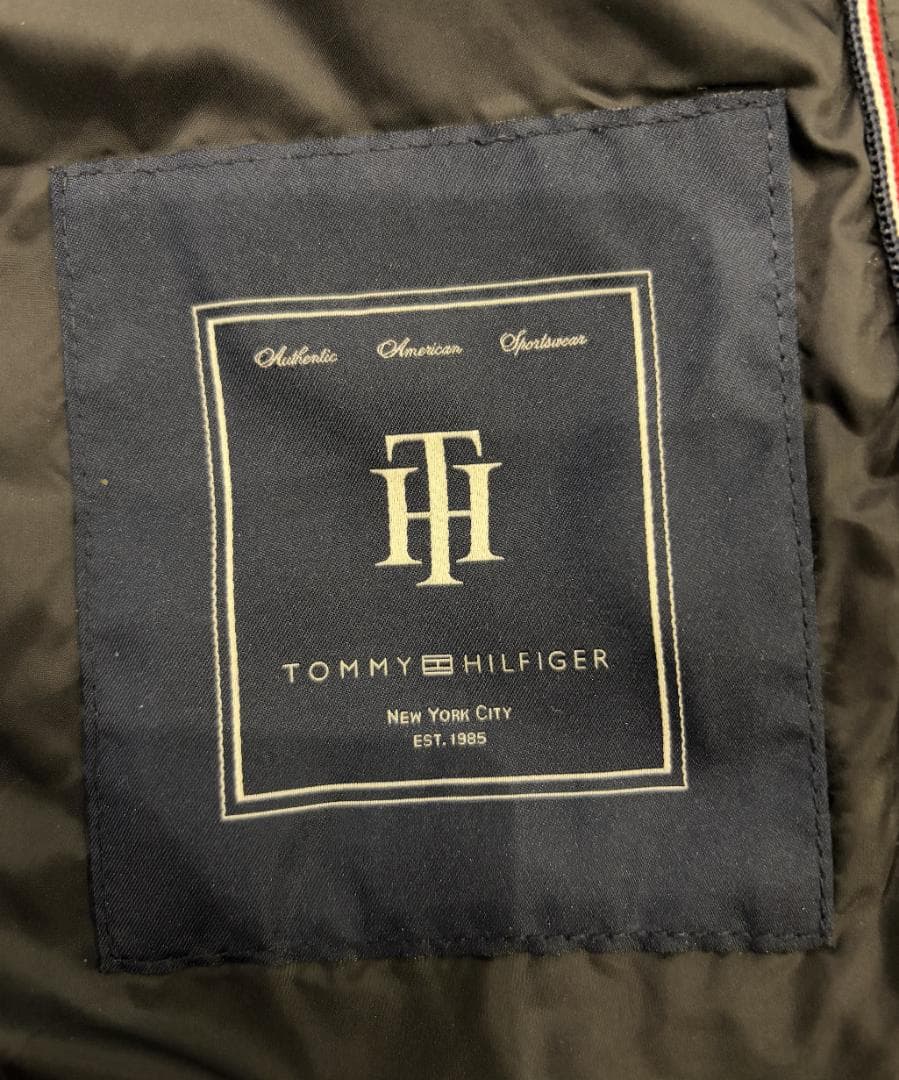 Authentic American Sportswear
TH
TOMMY HILFIGER
NEW YORK CITY
EST. 1985